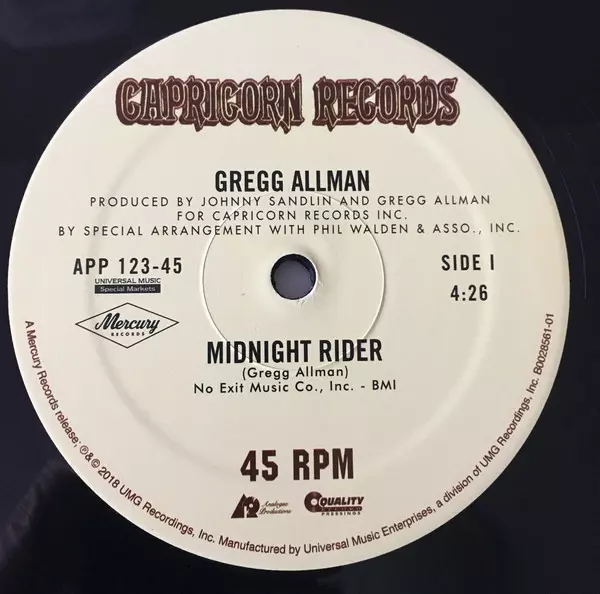 CAPRICORN RECORDS
GREGG ALLMAN
PRODUCED BY JOHNNY SANDLIN AND GREGG ALLMAN
FOR CAPRICORN RECORDS INC.
BY SPECIAL ARRANGEMENT WITH PHIL WALDEN & ASSO., INC.
APP 123-45
UNIVERSAL MUSIC
Special Markets
SIDE I
4:26
Mercury
RECORDS
MIDNIGHT RIDER
(Gregg Allman)
No Exit Music Co., Inc. - BMI
45 RPM
AP Analogue
Productions
QUALITY
RECORD
PRESSINGS
A Mercury Records release; ℗&© 2018 UMG Recordings, Inc. Manufactured by Universal Music Enterprises, a division of UMG Recordings, Inc. B0028561-01